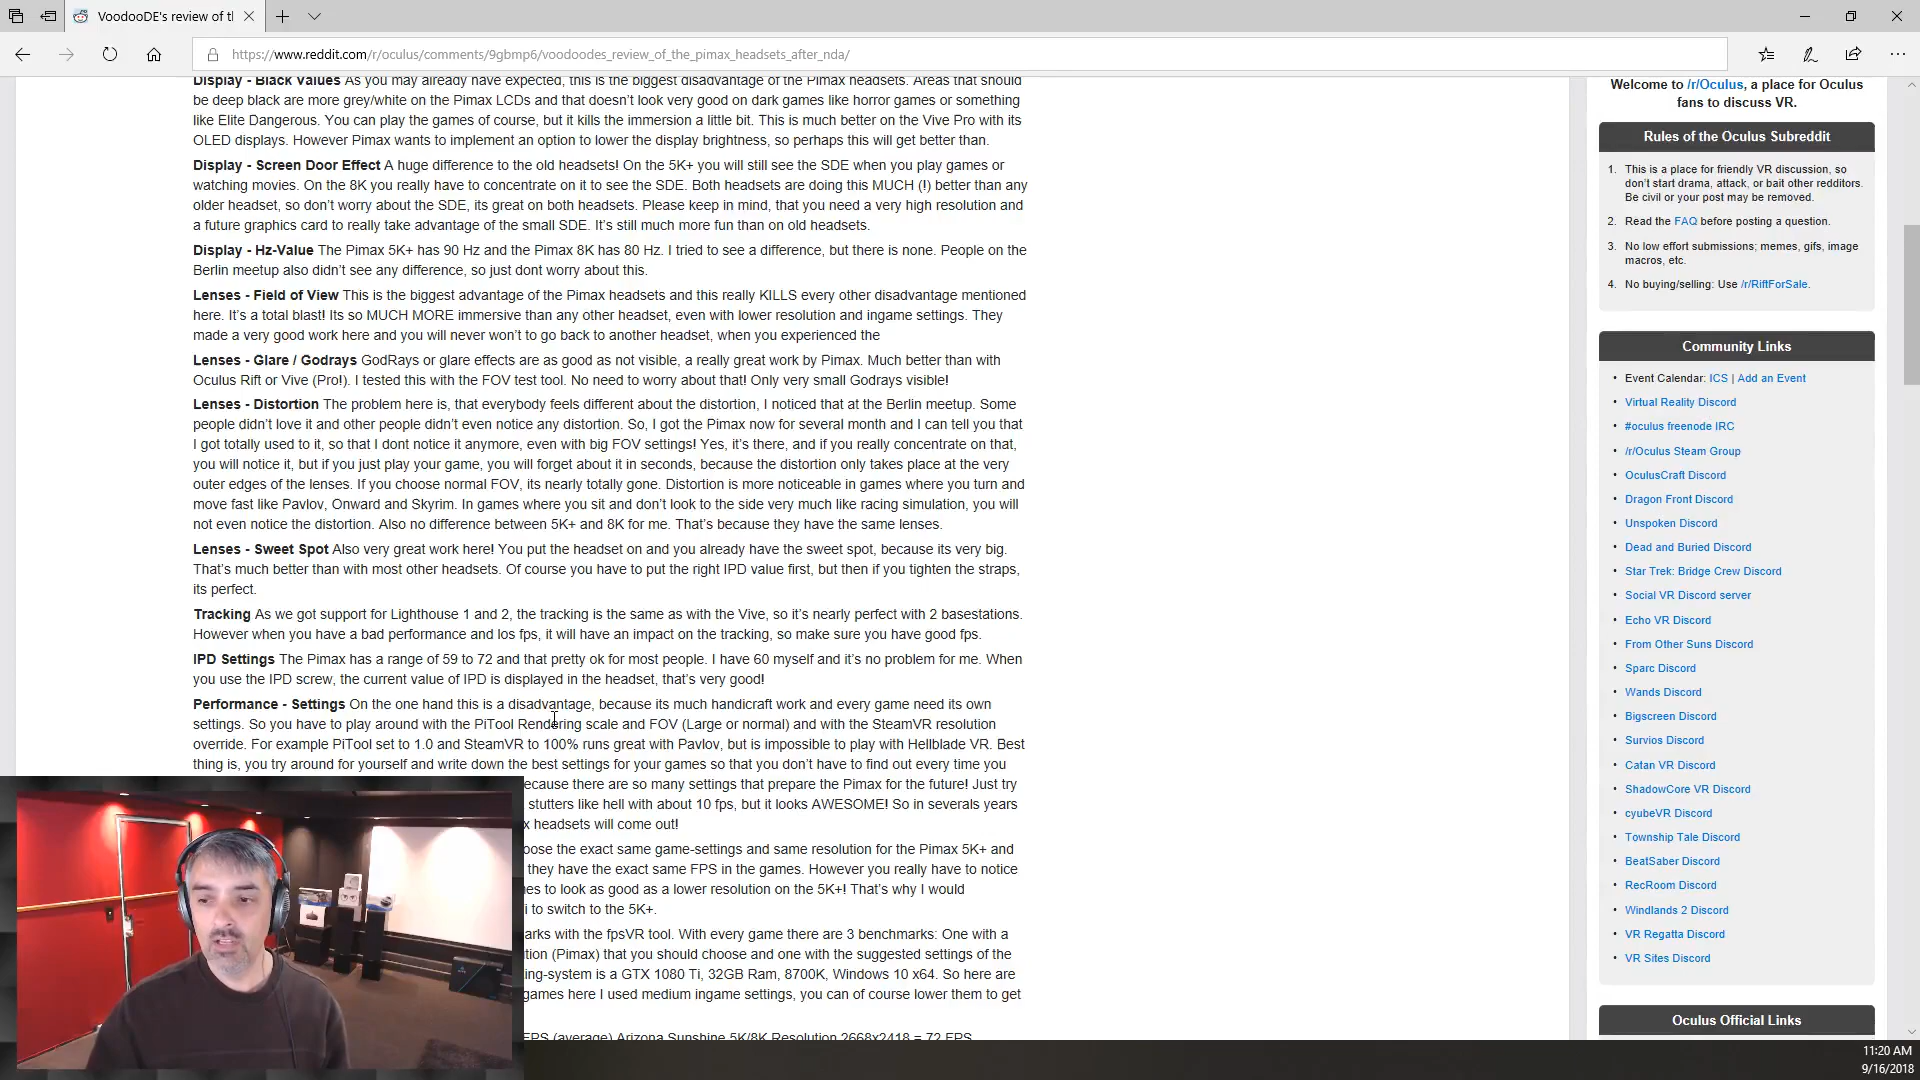 VoodooDE's review of th
https://www.reddit.com/r/oculus/comments/9gbmp6/voodoodes_review_of_the_pimax_headsets_after_nda/
Display - Black Values As you may already have expected, this is the biggest disadvantage of the Pimax headsets. Areas that should
be deep black are more grey/white on the Pimax LCDs and that doesn't look very good on dark games like horror games or something
like Elite Dangerous. You can play the games of course, but it kills the immersion a little bit. This is much better on the Vive Pro with its
OLED displays. However Pimax wants to implement an option to lower the display brightness, so perhaps this will get better than.
Display - Screen Door Effect A huge difference to the old headsets! On the 5K+ you will still see the SDE when you play games or
watching movies. On the 8K you really have to concentrate on it to see the SDE. Both headsets are doing this MUCH (!) better than any
older headset, so don't worry about the SDE, its great on both headsets. Please keep in mind, that you need a very high resolution and
a future graphics card to really take advantage of the small SDE. It's still much more fun than on old headsets.
Display - Hz-Value The Pimax 5K+ has 90 Hz and the Pimax 8K has 80 Hz. I tried to see a difference, but there is none. People on the
Berlin meetup also didn't see any difference, so just dont worry about this.
Lenses - Field of View This is the biggest advantage of the Pimax headsets and this really KILLS every other disadvantage mentioned
here. It's a total blast! Its so MUCH MORE immersive than any other headset, even with lower resolution and ingame settings. They
made a very good work here and you will never won't to go back to another headset, when you experienced the
Lenses - Glare / Godrays GodRays or glare effects are as good as not visible, a really great work by Pimax. Much better than with
Oculus Rift or Vive (Pro!). I tested this with the FOV test tool. No need to worry about that! Only very small Godrays visible!
Lenses - Distortion The problem here is, that everybody feels different about the distortion, I noticed that at the Berlin meetup. Some
people didn't love it and other people didn't even notice any distortion. So, I got the Pimax now for several month and I can tell you that
I got totally used to it, so that I dont notice it anymore, even with big FOV settings! Yes, it's there, and if you really concentrate on that,
you will notice it, but if you just play your game, you will forget about it in seconds, because the distortion only takes place at the very
outer edges of the lenses. If you choose normal FOV, its nearly totally gone. Distortion is more noticeable in games where you turn and
move fast like Pavlov, Onward and Skyrim. In games where you sit and don't look to the side very much like racing simulation, you will
not even notice the distortion. Also no difference between 5K+ and 8K for me. That's because they have the same lenses.
Lenses - Sweet Spot Also very great work here! You put the headset on and you already have the sweet spot, because its very big.
That's much better than with most other headsets. Of course you have to put the right IPD value first, but then if you tighten the straps,
its perfect.
Tracking As we got support for Lighthouse 1 and 2, the tracking is the same as with the Vive, so it's nearly perfect with 2 basestations.
However when you have a bad performance and los fps, it will have an impact on the tracking, so make sure you have good fps.
IPD Settings The Pimax has a range of 59 to 72 and that pretty ok for most people. I have 60 myself and it's no problem for me. When
you use the IPD screw, the current value of IPD is displayed in the headset, that's very good!
Performance - Settings On the one hand this is a disadvantage, because its much handicraft work and every game need its own
settings. So you have to play around with the PiTool Rendering scale and FOV (Large or normal) and with the SteamVR resolution
override. For example PiTool set to 1.0 and SteamVR to 100% runs great with Pavlov, but is impossible to play with Hellblade VR. Best
thing is, you try around for yourself and write down the best settings for your games so that you don't have to find out every time you
ecause there are so many settings that prepare the Pimax for the future! Just try
stutters like hell with about 10 fps, but it looks AWESOME! So in severals years
x headsets will come out!
oose the exact same game-settings and same resolution for the Pimax 5K+ and
they have the exact same FPS in the games. However you really have to notice
es to look as good as a lower resolution on the 5K+! That's why I would
i to switch to the 5K+.
arks with the fpsVR tool. With every game there are 3 benchmarks: One with a
tion (Pimax) that you should choose and one with the suggested settings of the
ng-system is a GTX 1080 Ti, 32GB Ram, 8700K, Windows 10 x64. So here are
games here I used medium ingame settings, you can of course lower them to get
FPS (average) Arizona Sunshine 5K/8K Resolution 2668x2418 = 72 FPS
Welcome to /r/Oculus, a place for Oculus
fans to discuss VR.
Rules of the Oculus Subreddit
1. This is a place for friendly VR discussion, so
don't start drama, attack, or bait other redditors.
Be civil or your post may be removed.
2. Read the FAQ before posting a question.
3. No low effort submissions; memes, gifs, image
macros, etc.
4. No buying/selling: Use /r/RiftForSale.
Community Links
Event Calendar: ICS | Add an Event
Virtual Reality Discord
#oculus freenode IRC
/r/Oculus Steam Group
OculusCraft Discord
Dragon Front Discord
Unspoken Discord
Dead and Buried Discord
Star Trek: Bridge Crew Discord
Social VR Discord server
Echo VR Discord
From Other Suns Discord
Sparc Discord
Wands Discord
Bigscreen Discord
Survios Discord
Catan VR Discord
ShadowCore VR Discord
cyubeVR Discord
Township Tale Discord
BeatSaber Discord
RecRoom Discord
Windlands 2 Discord
VR Regatta Discord
VR Sites Discord
Oculus Official Links
11:20 AM
9/16/2018